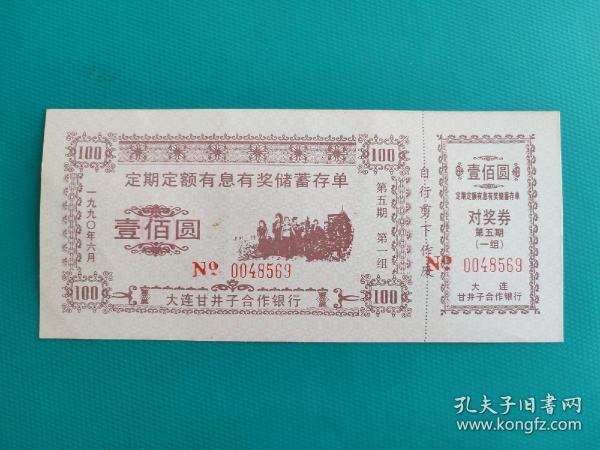 100
100
定期定额有息有奖储蓄存单
一九九〇年六月
壹佰圆
第五期 第一组
№ 0048569
100
大连甘井子合作银行
100
自行剪下作废
壹佰圆
定期定额有息有奖储蓄存单
对奖券
第五期
(一组)
№ 0048569
大连
甘井子合作银行
孔夫子旧书网
www.kongfz.com